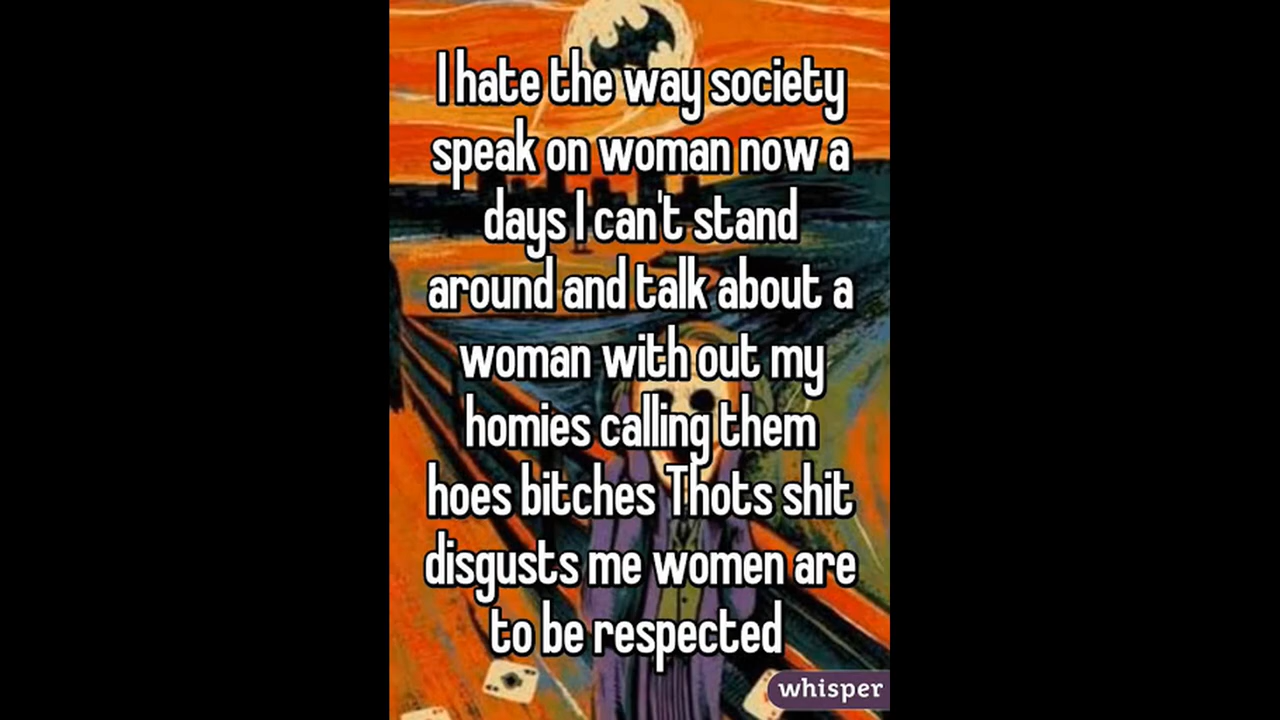 I hate the way society
speak on woman now a
days I can't stand
around and talk about a
woman with out my
homies calling them
hoes bitches Thots shit
disgusts me women are
to be respected
whisper